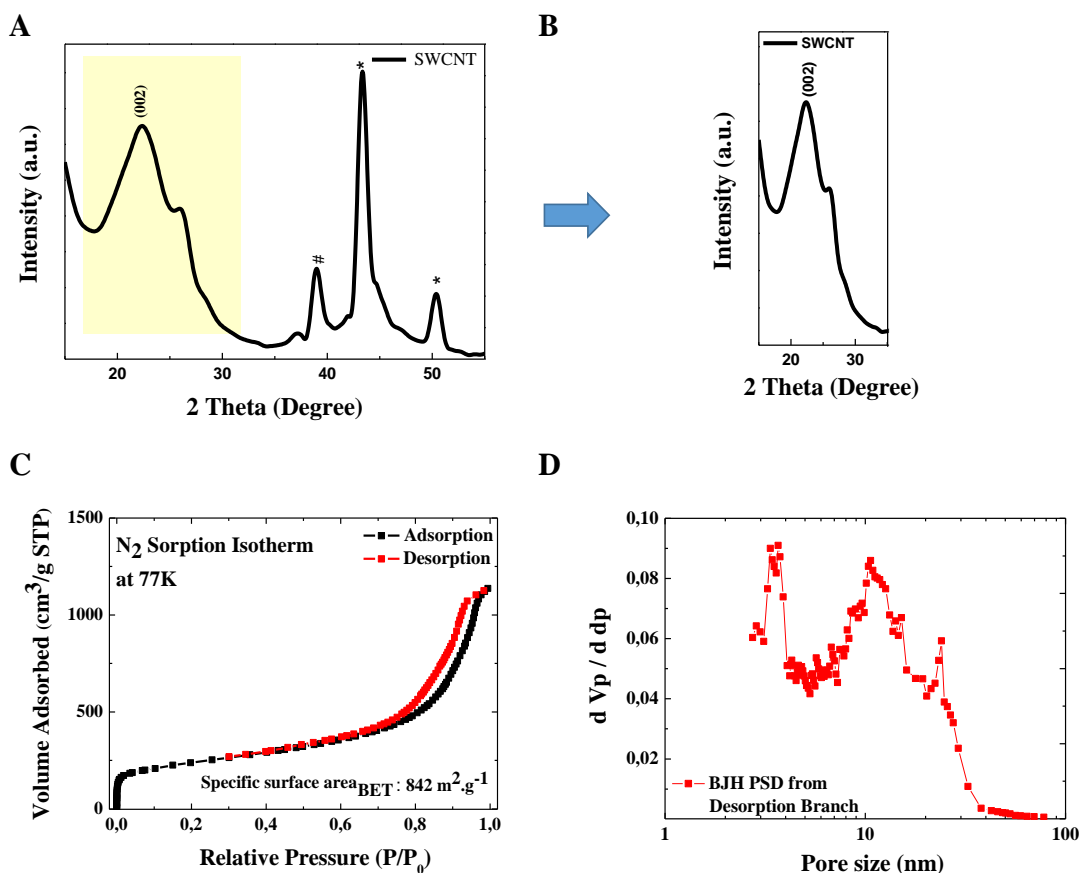 A
SWCNT
*
(002)
#
*
Intensity (a.u.)
20
30
40
50
2 Theta (Degree)
B
SWCNT
(002)
Intensity (a.u.)
20
30
2 Theta (Degree)
C
1500
1000
500
0
N2 Sorption Isotherm
at 77K
Adsorption
Desorption
Specific surface areaBET : 842 m².g-1
Volume Adsorbed (cm³/g STP)
0,0
0,2
0,4
0,6
0,8
1,0
Relative Pressure (P/P0)
D
0,10
0,08
0,06
0,04
0,02
0,00
d Vp / d dp
BJH PSD from
Desorption Branch
1
10
100
Pore size (nm)